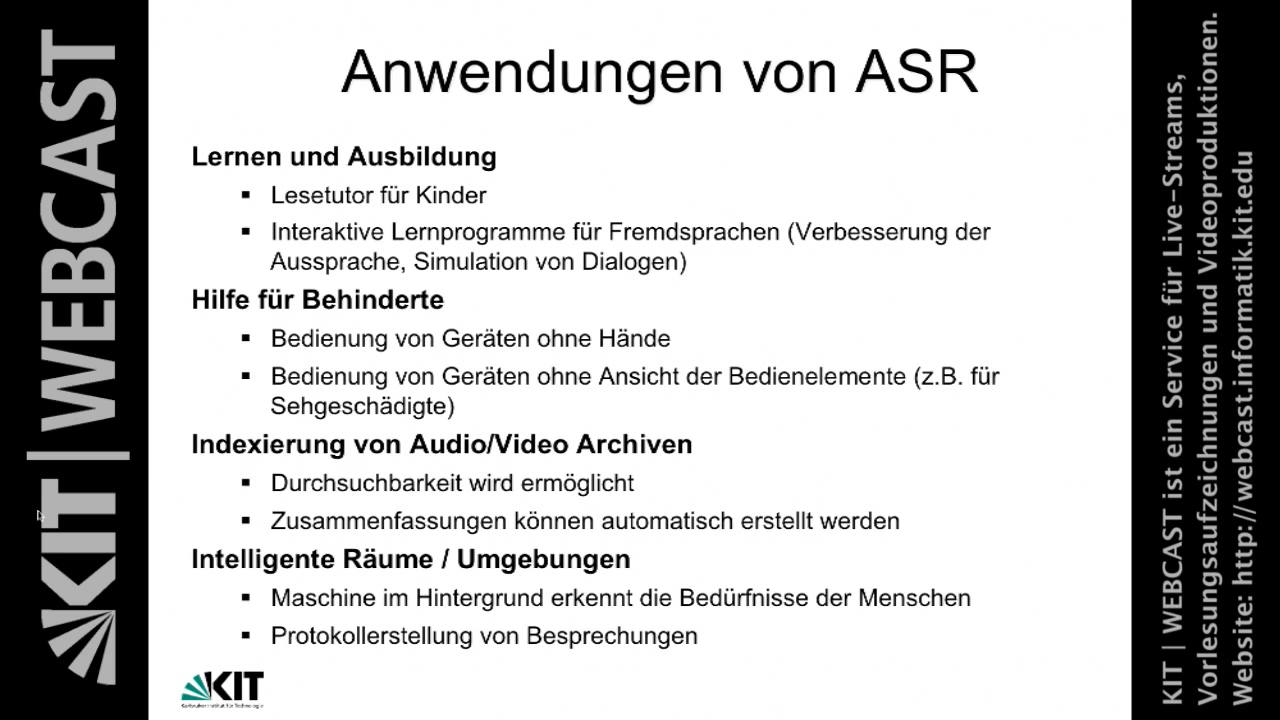 KIT | WEBCAST
Anwendungen von ASR
Lernen und Ausbildung
▪ Lesetutor für Kinder
▪ Interaktive Lernprogramme für Fremdsprachen (Verbesserung der
Aussprache, Simulation von Dialogen)
Hilfe für Behinderte
▪ Bedienung von Geräten ohne Hände
▪ Bedienung von Geräten ohne Ansicht der Bedienelemente (z.B. für
Sehgeschädigte)
Indexierung von Audio/Video Archiven
▪ Durchsuchbarkeit wird ermöglicht
▪ Zusammenfassungen können automatisch erstellt werden
Intelligente Räume / Umgebungen
▪ Maschine im Hintergrund erkennt die Bedürfnisse der Menschen
▪ Protokollerstellung von Besprechungen
KIT
Karlsruher Institut für Technologie
KIT | WEBCAST ist ein Service für Live-Streams,
Vorlesungsaufzeichnungen und Videoproduktionen.
Website: http://webcast.informatik.kit.edu